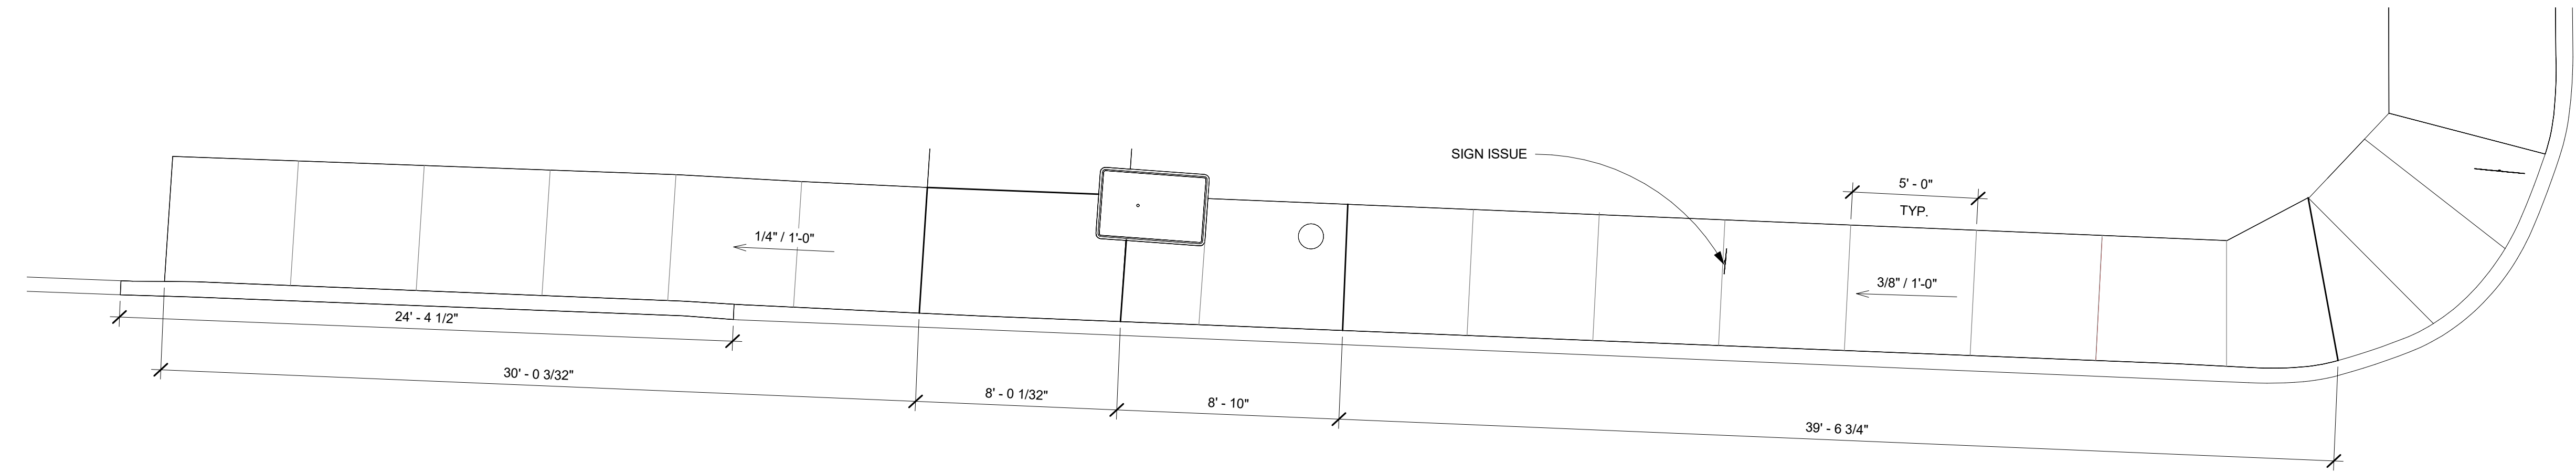 SIGN ISSUE
5' - 0"
TYP.
1/4" / 1'-0"
3/8" / 1'-0"
24' - 4 1/2"
30' - 0 3/32"
8' - 0 1/32"
8' - 10"
39' - 6 3/4"